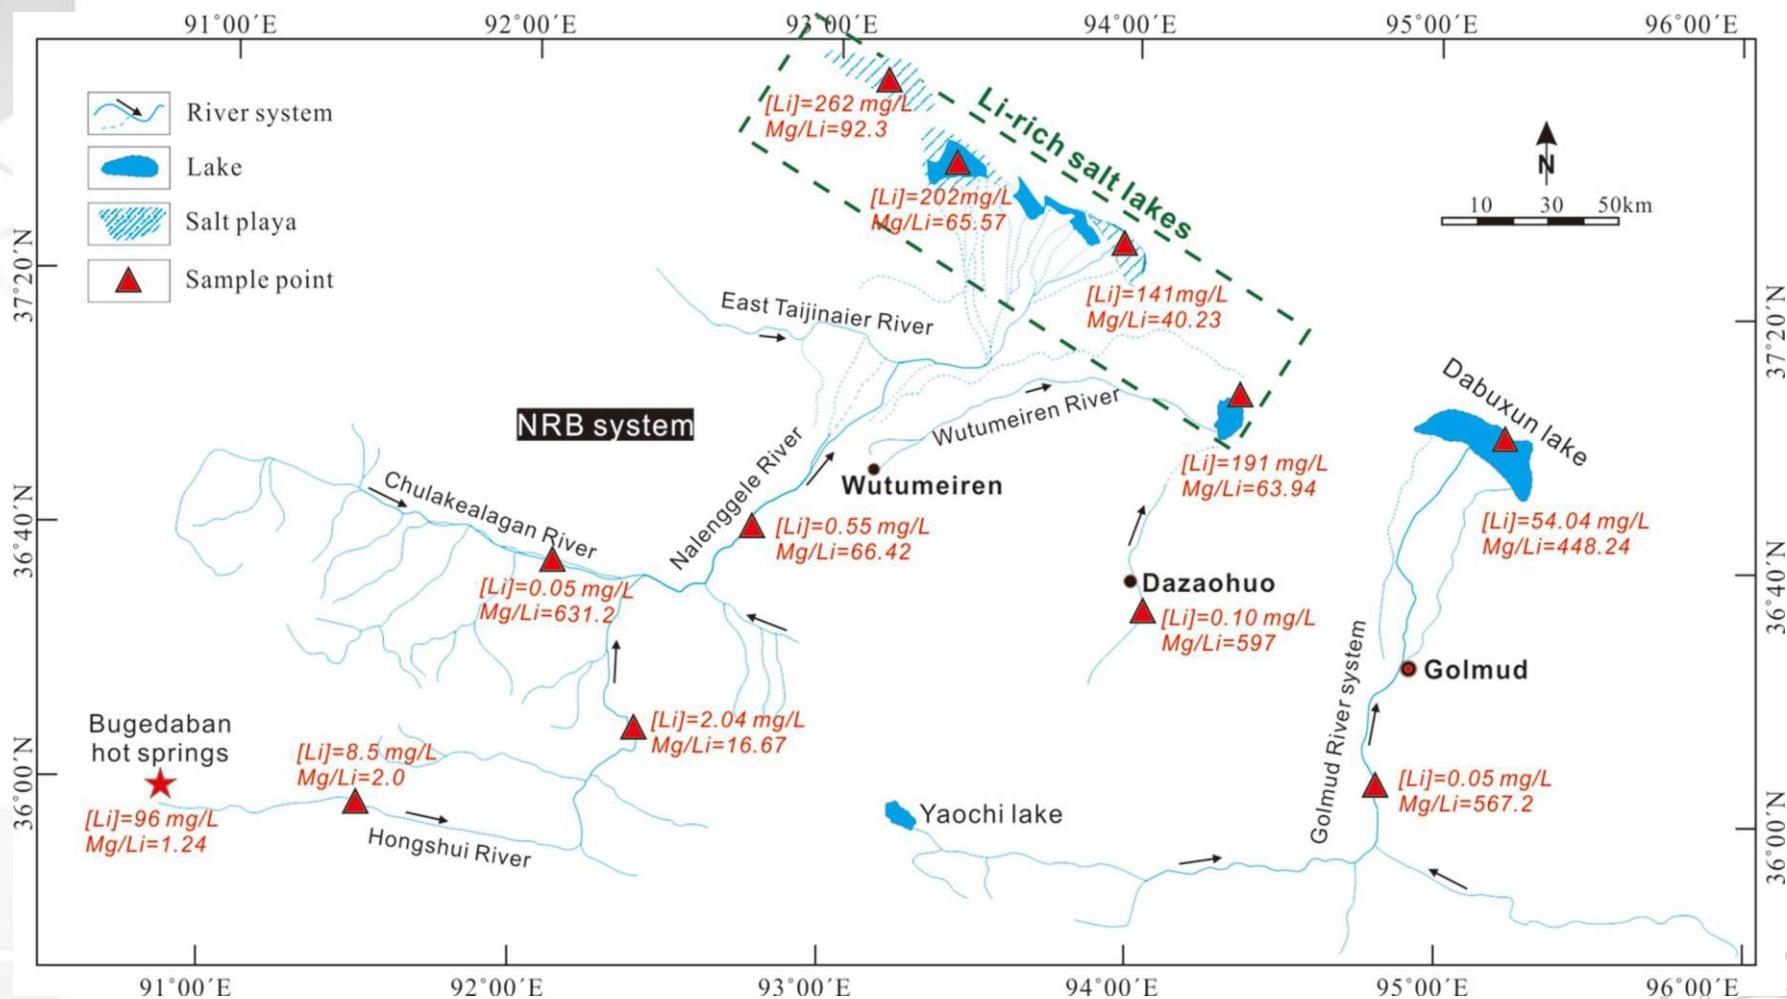 91°00′E 92°00′E 93°00′E 94°00′E 95°00′E 96°00′E
River system
Lake
Salt playa
Sample point
N
10 30 50km
37°20′N
36°40′N
36°00′N
37°20′N
36°40′N
36°00′N
Li-rich salt lakes
[Li]=262 mg/L
Mg/Li=92.3
[Li]=202mg/L
Mg/Li=65.57
[Li]=141mg/L
Mg/Li=40.23
East Taijinaier River
NRB system
Wutumeiren River
Dabuxun lake
Chulakealagan River
Nalenggele River
Wutumeiren
[Li]=191 mg/L
Mg/Li=63.94
[Li]=0.55 mg/L
Mg/Li=66.42
[Li]=54.04 mg/L
Mg/Li=448.24
[Li]=0.05 mg/L
Mg/Li=631.2
Dazaohuo
[Li]=0.10 mg/L
Mg/Li=597
Golmud
Golmud River system
Bugedaban
hot springs
[Li]=96 mg/L
Mg/Li=1.24
[Li]=8.5 mg/L
Mg/Li=2.0
[Li]=2.04 mg/L
Mg/Li=16.67
Hongshui River
Yaochi lake
[Li]=0.05 mg/L
Mg/Li=567.2
91°00′E 92°00′E 93°00′E 94°00′E 95°00′E 96°00′E